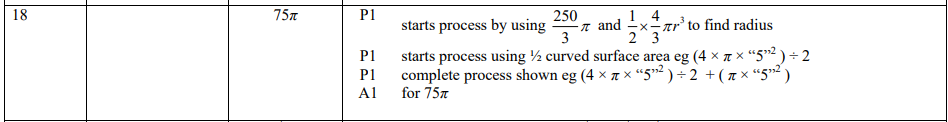 18 75π P1 starts process by using 250/3 π and 1/2 × 4/3 πr³ to find radius
P1 starts process using ½ curved surface area eg (4 × π × “5”² ) ÷ 2
P1 complete process shown eg (4 × π × “5”² ) ÷ 2 + ( π × “5”² )
A1 for 75π